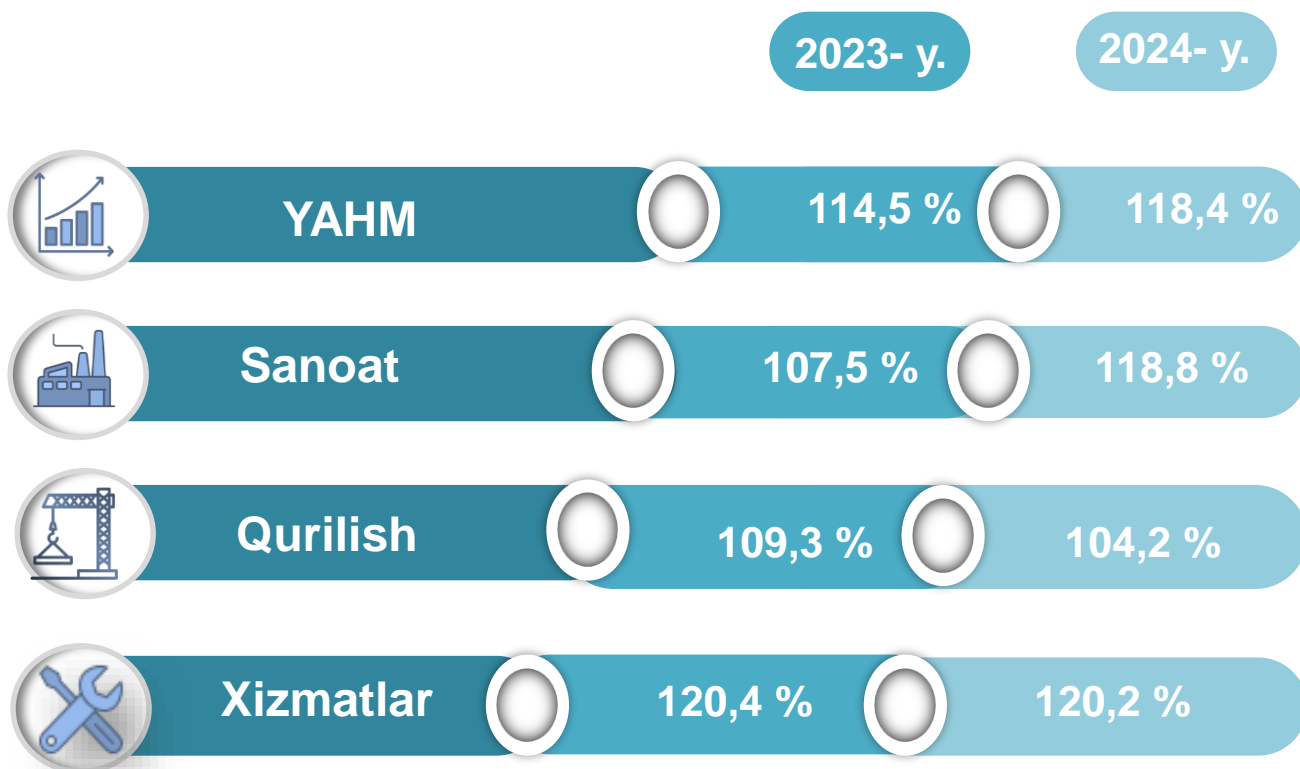 2023- y. 2024- y.
YAHM 114,5 % 118,4 %
Sanoat 107,5 % 118,8 %
Qurilish 109,3 % 104,2 %
Xizmatlar 120,4 % 120,2 %